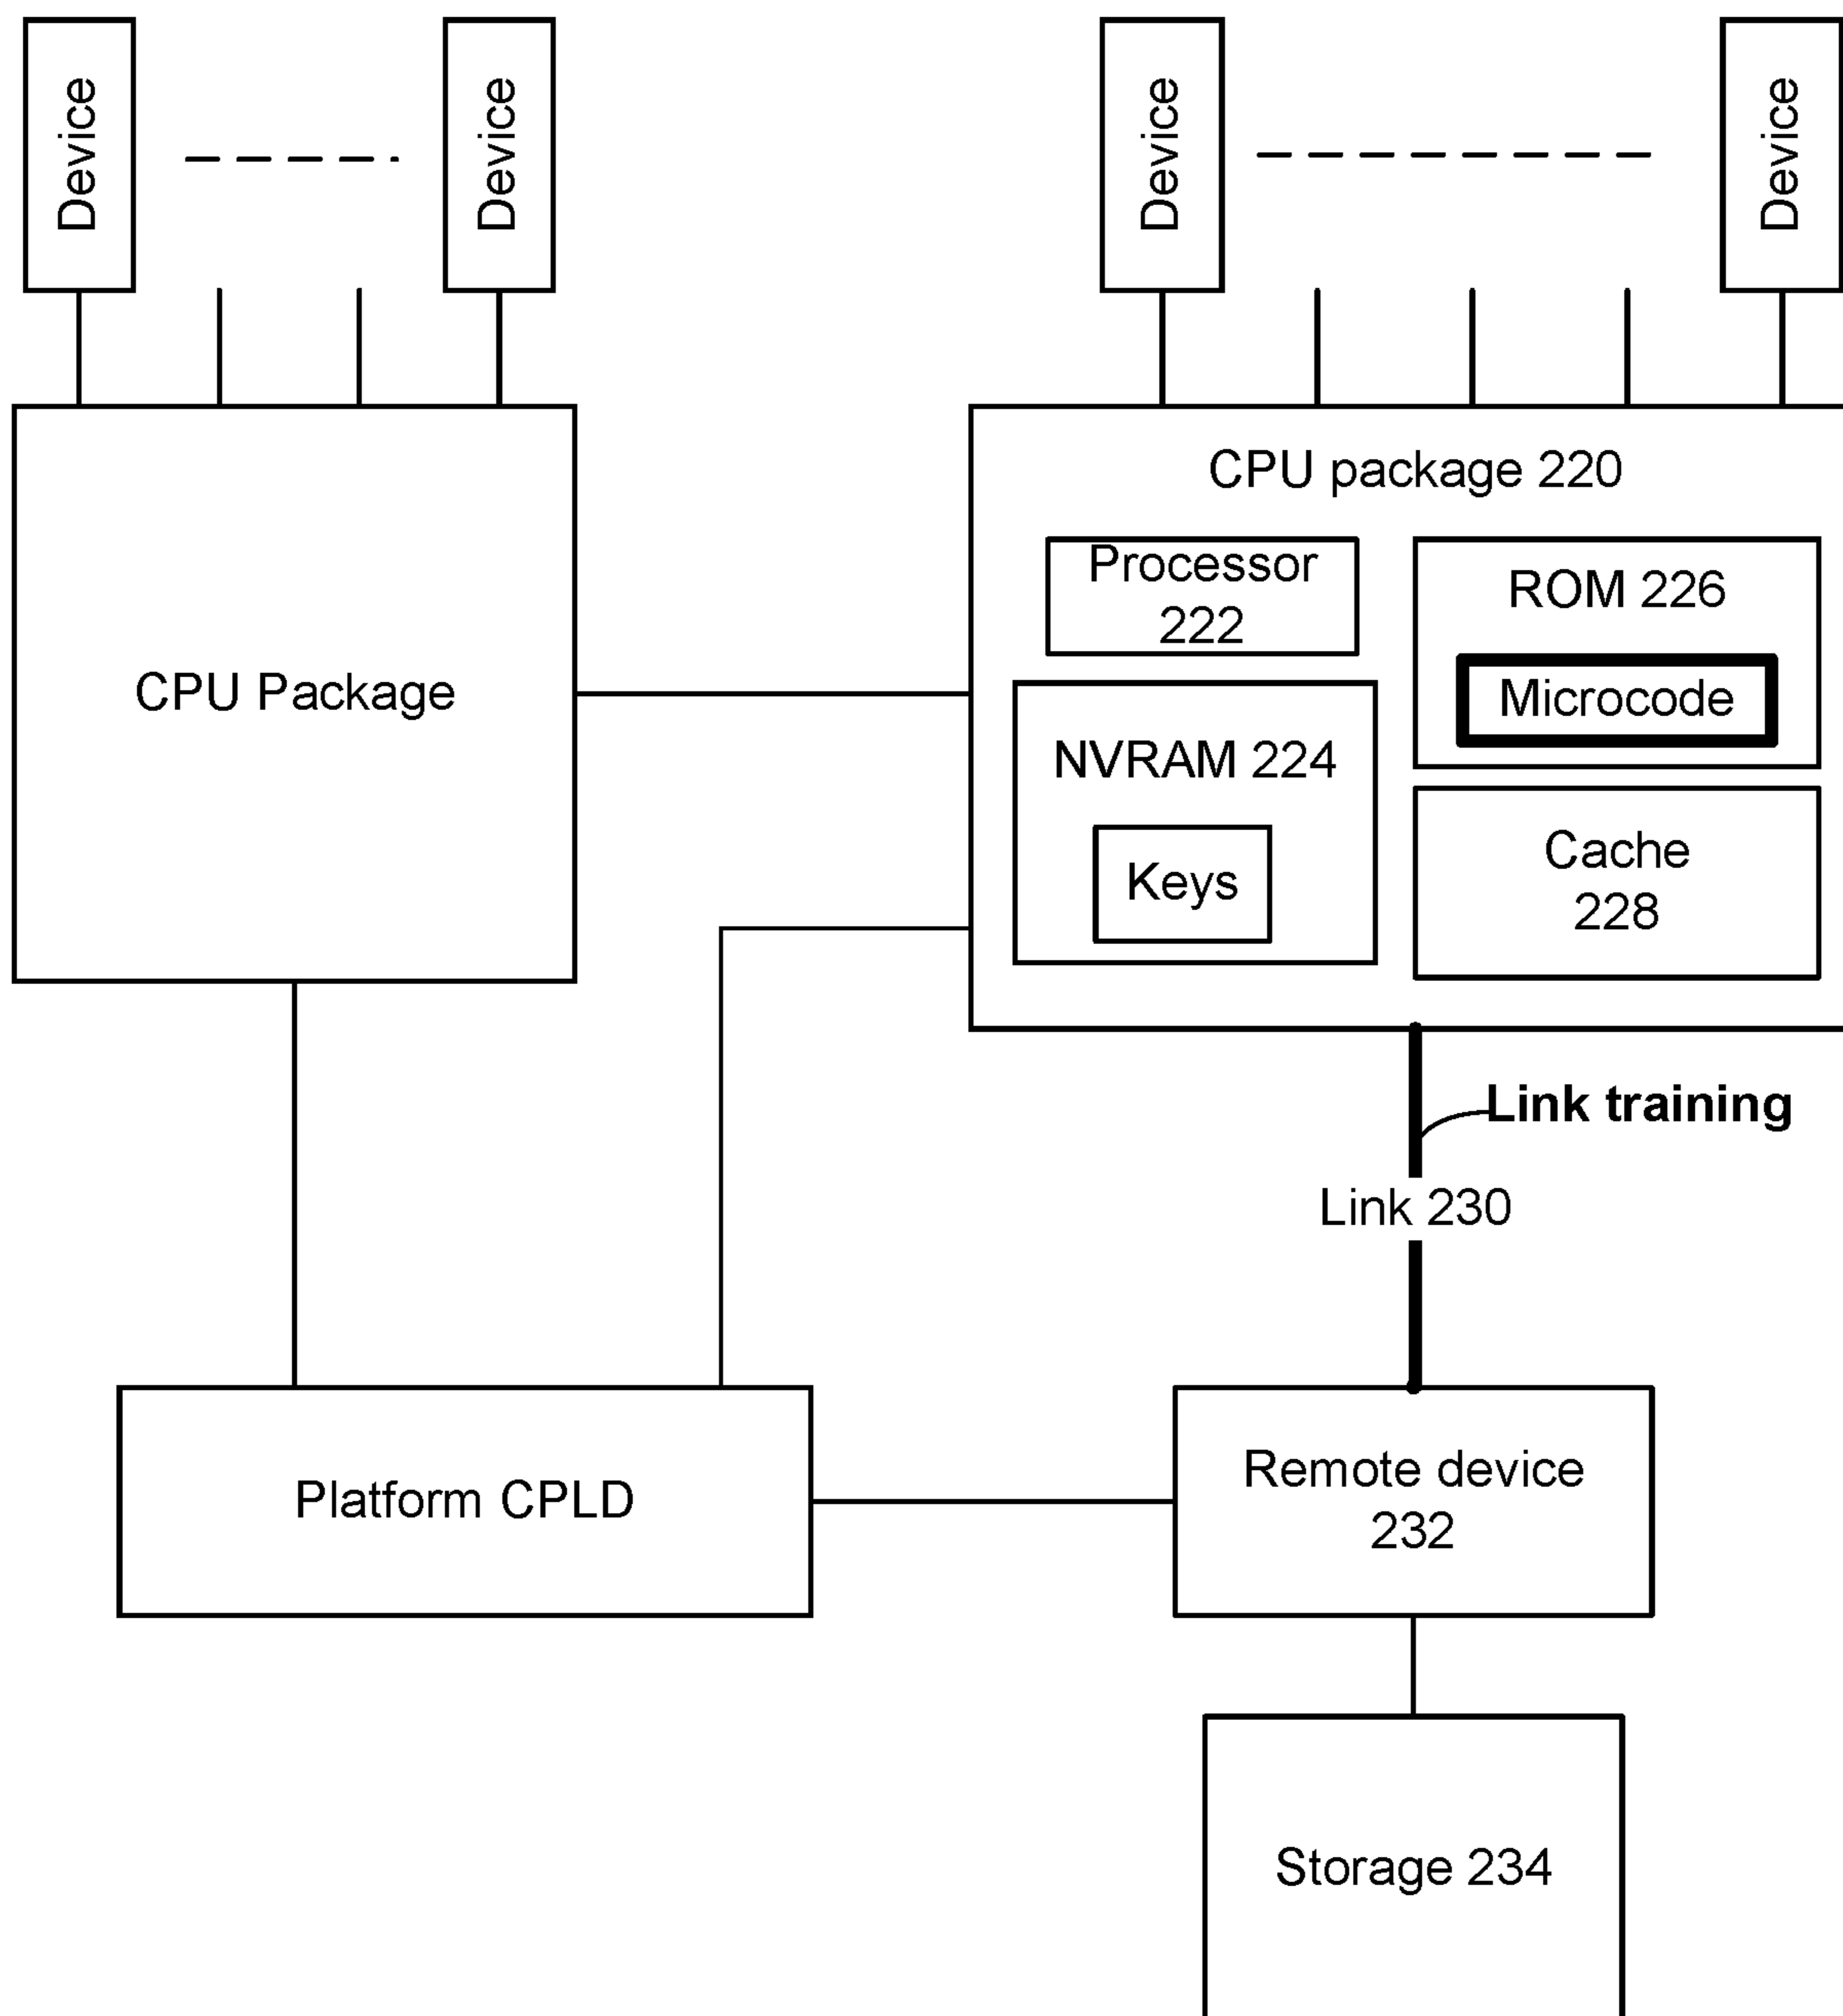 Device
Device
Device
Device
CPU Package
CPU package 220
Processor
222
ROM 226
Microcode
NVRAM 224
Keys
Cache
228
Link training
Link 230
Platform CPLD
Remote device
232
Storage 234